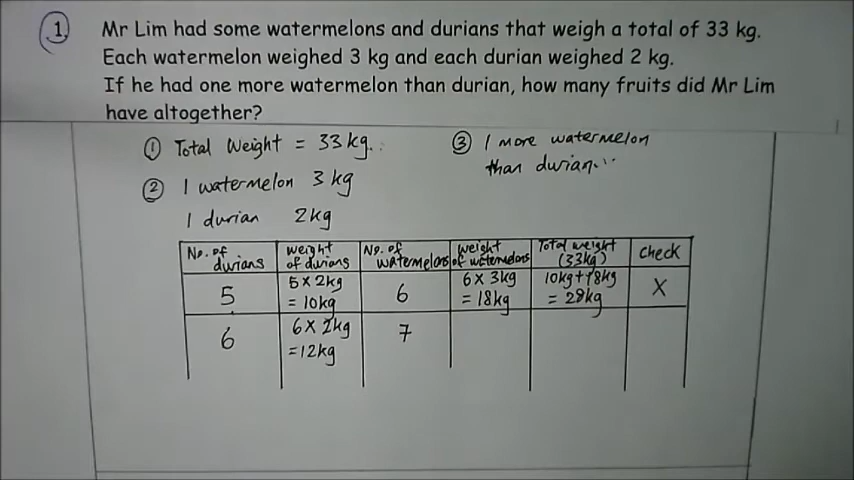 1 Mr Lim had some watermelons and durians that weigh a total of 33 kg.
Each watermelon weighed 3 kg and each durian weighed 2 kg.
If he had one more watermelon than durian, how many fruits did Mr Lim
have altogether?
① Total Weight = 33kg..
② 1 watermelon 3 kg
1 durian 2kg
③ 1 more watermelon
than durian...
No. of durians | weight of durians | No. of watermelons | weight of watermelons | Total weight (33kg) | check
5 | 5 x 2kg = 10kg | 6 | 6 x 3kg = 18kg | 10kg + 18kg = 28kg | X
6 | 6 x 2kg = 12kg | 7